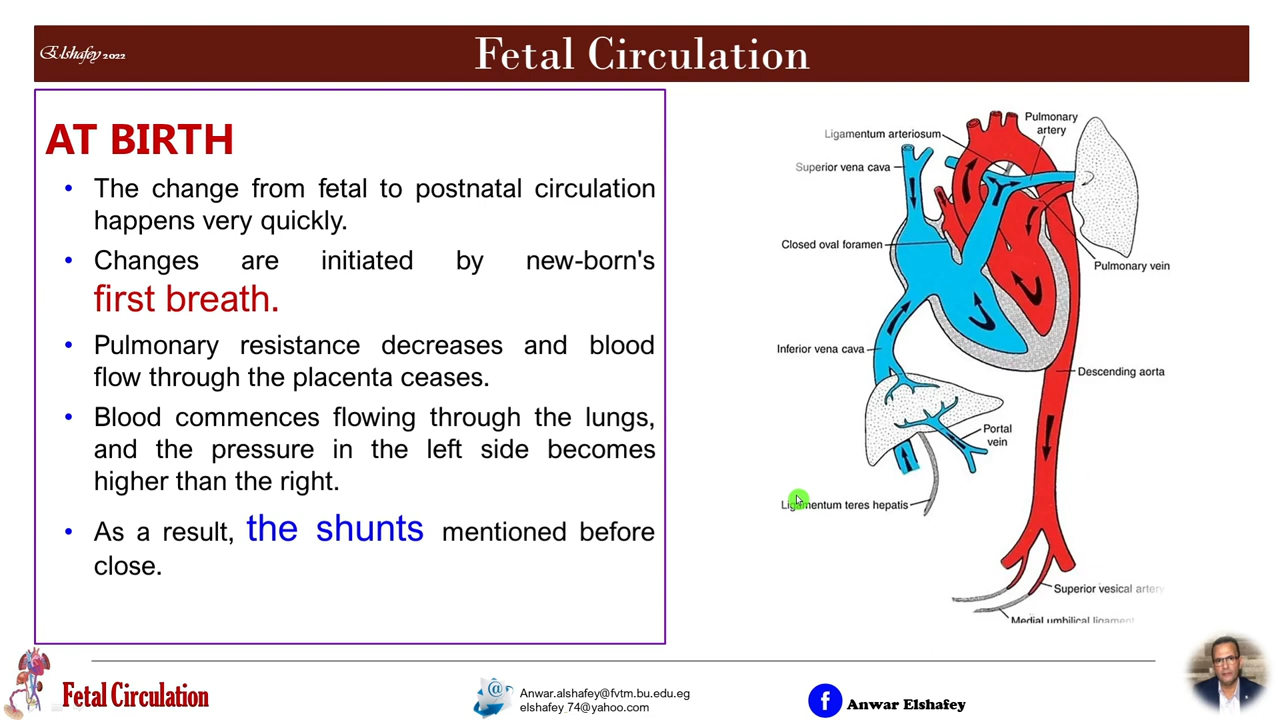 Elshafey 2022
Fetal Circulation
AT BIRTH
• The change from fetal to postnatal circulation
happens very quickly.
• Changes are initiated by new-born's
first breath.
• Pulmonary resistance decreases and blood
flow through the placenta ceases.
• Blood commences flowing through the lungs,
and the pressure in the left side becomes
higher than the right.
• As a result, the shunts mentioned before
close.
Pulmonary
artery
Ligamentum arteriosum
Superior vena cava
Closed oval foramen
Pulmonary vein
Inferior vena cava
Descending aorta
Portal
vein
Ligamentum teres hepatis
Superior vesical artery
Medial umbilical ligament
Fetal Circulation
@
Anwar.alshafey@fvtm.bu.edu.eg
elshafey_74@yahoo.com
f
Anwar Elshafey